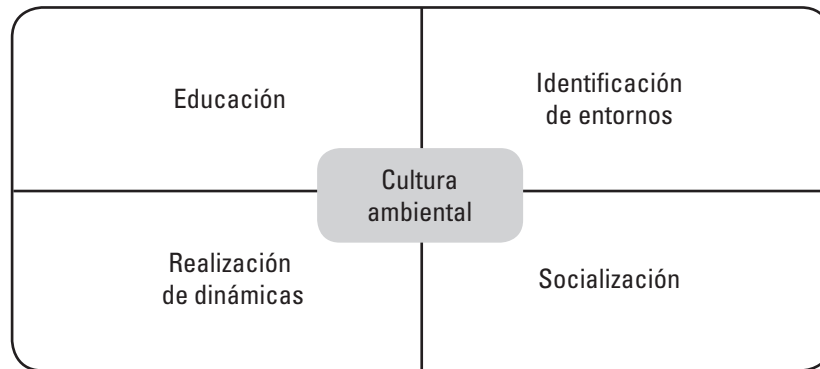 Educación
Identificación
de entornos
Cultura
ambiental
Realización
de dinámicas
Socialización